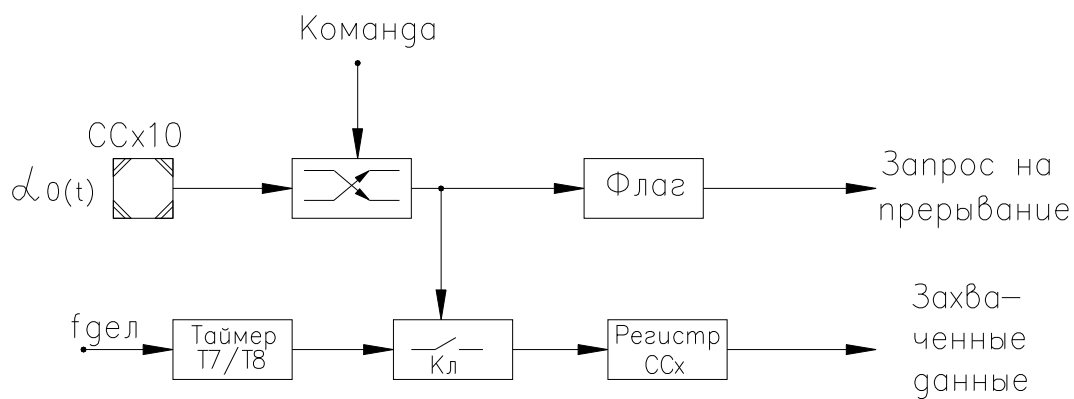 Команда
CCx10
α0(t)
Флаг
Запрос на
прерывание
fдел
Таймер
T7/T8
Кл
Регистр
CCx
Захва-
ченные
данные